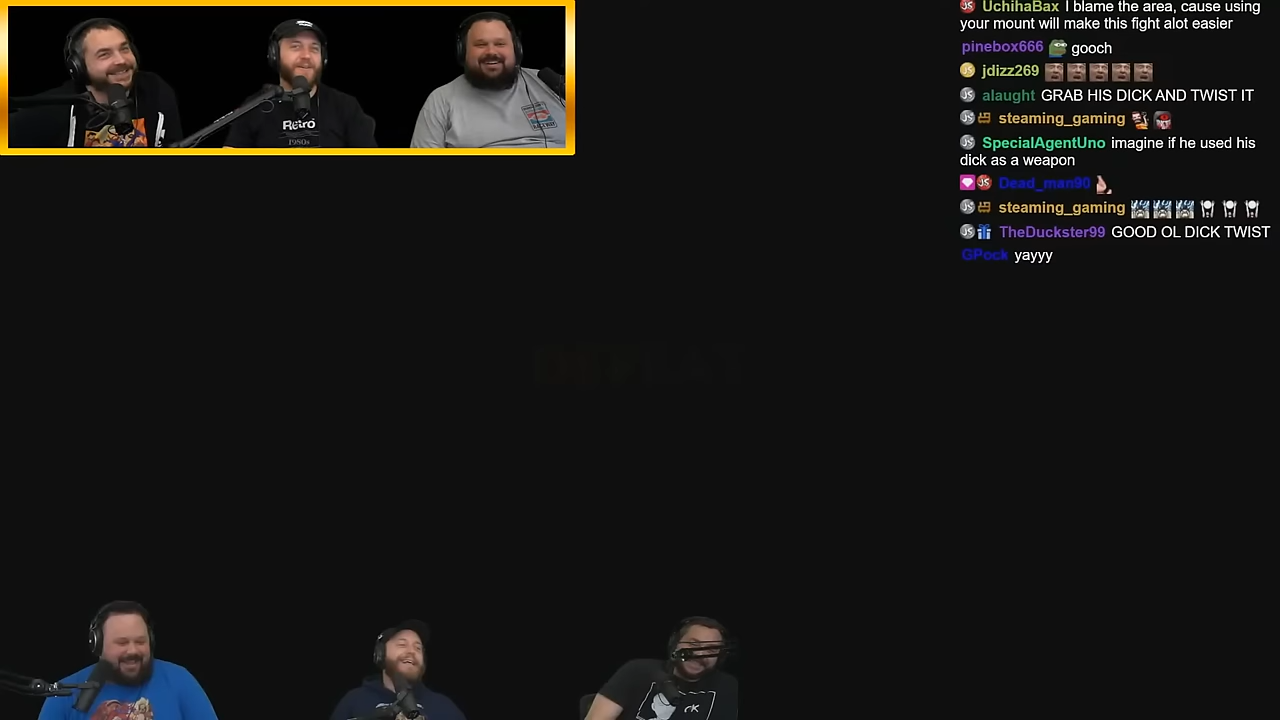 UchihaBax I blame the area, cause using
your mount will make this fight alot easier
pinebox666 gooch
jdizz269
alaught GRAB HIS DICK AND TWIST IT
steaming_gaming
SpecialAgentUno imagine if he used his
dick as a weapon
Dead_man90
steaming_gaming
TheDuckster99 GOOD OL DICK TWIST
GPock yayyy
Retro
1980s
DEFEAT